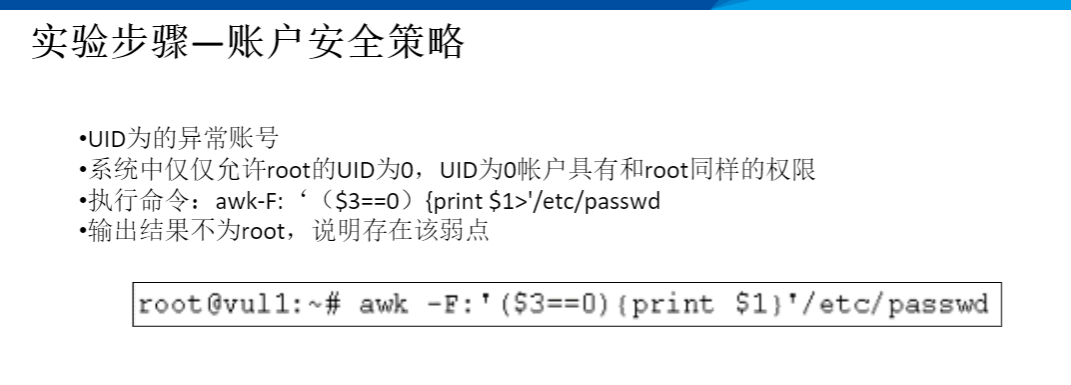 实验步骤—账户安全策略
•UID为的异常账号
•系统中仅仅允许root的UID为0，UID为0帐户具有和root同样的权限
•执行命令：awk-F:‘（$3==0）{print $1>'/etc/passwd
•输出结果不为root，说明存在该弱点
root@vul1:~# awk -F:'($3==0){print $1}'/etc/passwd